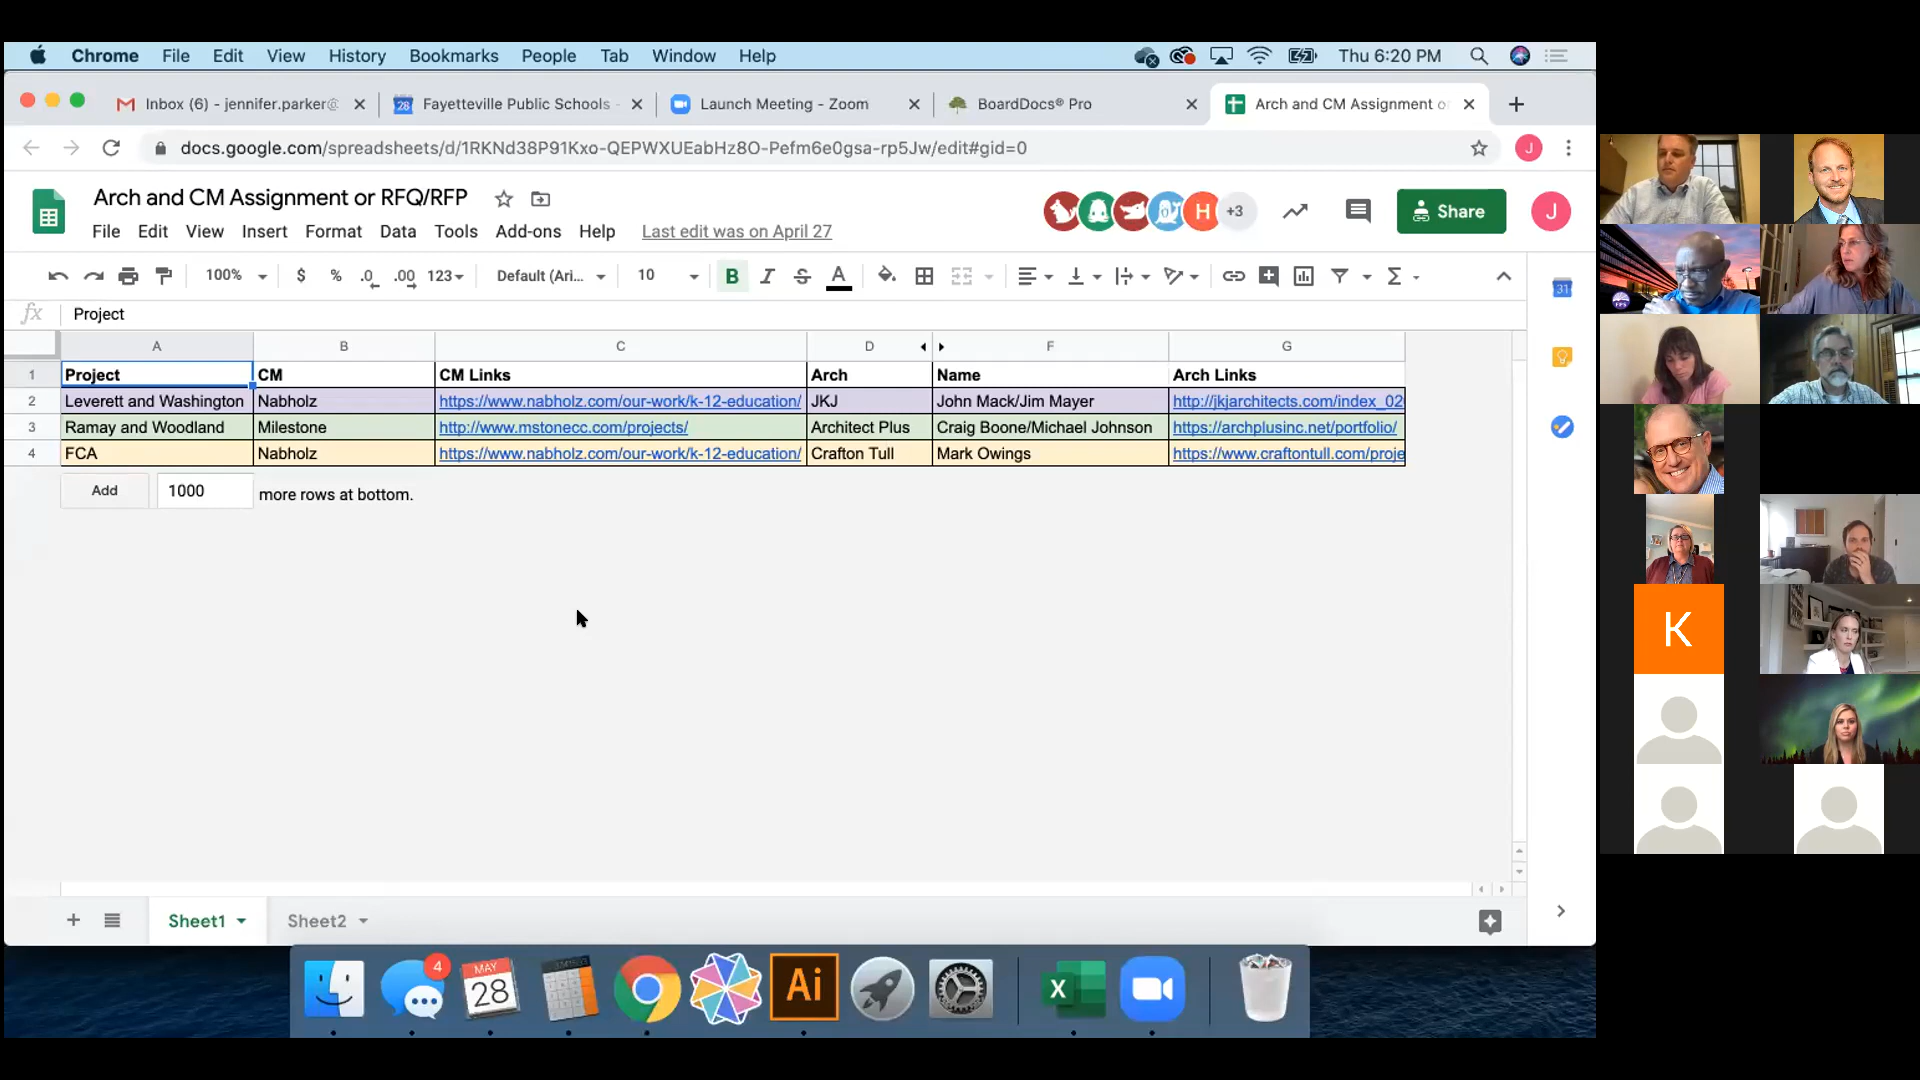 Chrome File Edit View History Bookmarks People Tab Window Help Thu 6:20 PM
Inbox (6) - jennifer.parker@ Fayetteville Public Schools - Launch Meeting - Zoom BoardDocs® Pro Arch and CM Assignment o
docs.google.com/spreadsheets/d/1RKNd38P91Kxo-QEPWXUEabHz8O-Pefm6e0gsa-rp5Jw/edit#gid=0 J
Arch and CM Assignment or RFQ/RFP H +3 Share J
File Edit View Insert Format Data Tools Add-ons Help Last edit was on April 27
100% $ % .0 .00 123 Default (Ari... 10 B I S A Σ
fx Project
A B C D F G
1 Project CM CM Links Arch Name Arch Links
2 Leverett and Washington Nabholz https://www.nabholz.com/our-work/k-12-education/ JKJ John Mack/Jim Mayer http://jkjarchitects.com/index_02
3 Ramay and Woodland Milestone http://www.mstonecc.com/projects/ Architect Plus Craig Boone/Michael Johnson https://archplusinc.net/portfolio/
4 FCA Nabholz https://www.nabholz.com/our-work/k-12-education/ Crafton Tull Mark Owings https://www.craftontull.com/proje
Add 1000 more rows at bottom.
31
K
Sheet1 Sheet2
4 MAY 28 Ai X